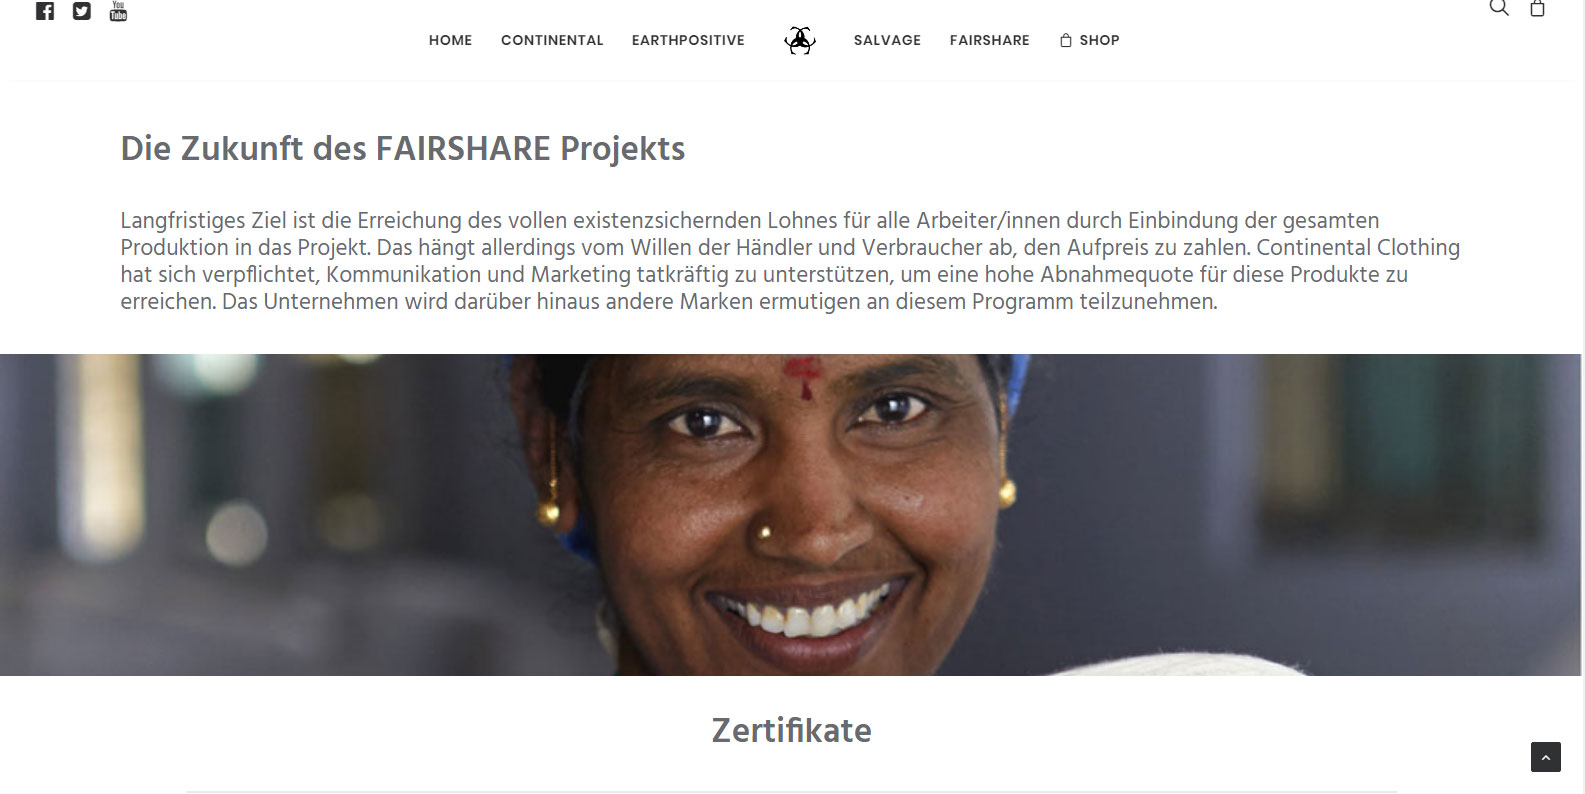 You
Tube
HOME CONTINENTAL EARTHPOSITIVE SALVAGE FAIRSHARE SHOP
Die Zukunft des FAIRSHARE Projekts
Langfristiges Ziel ist die Erreichung des vollen existenzsichernden Lohnes für alle Arbeiter/innen durch Einbindung der gesamten
Produktion in das Projekt. Das hängt allerdings vom Willen der Händler und Verbraucher ab, den Aufpreis zu zahlen. Continental Clothing
hat sich verpflichtet, Kommunikation und Marketing tatkräftig zu unterstützen, um eine hohe Abnahmequote für diese Produkte zu
erreichen. Das Unternehmen wird darüber hinaus andere Marken ermutigen an diesem Programm teilzunehmen.
Zertifikate